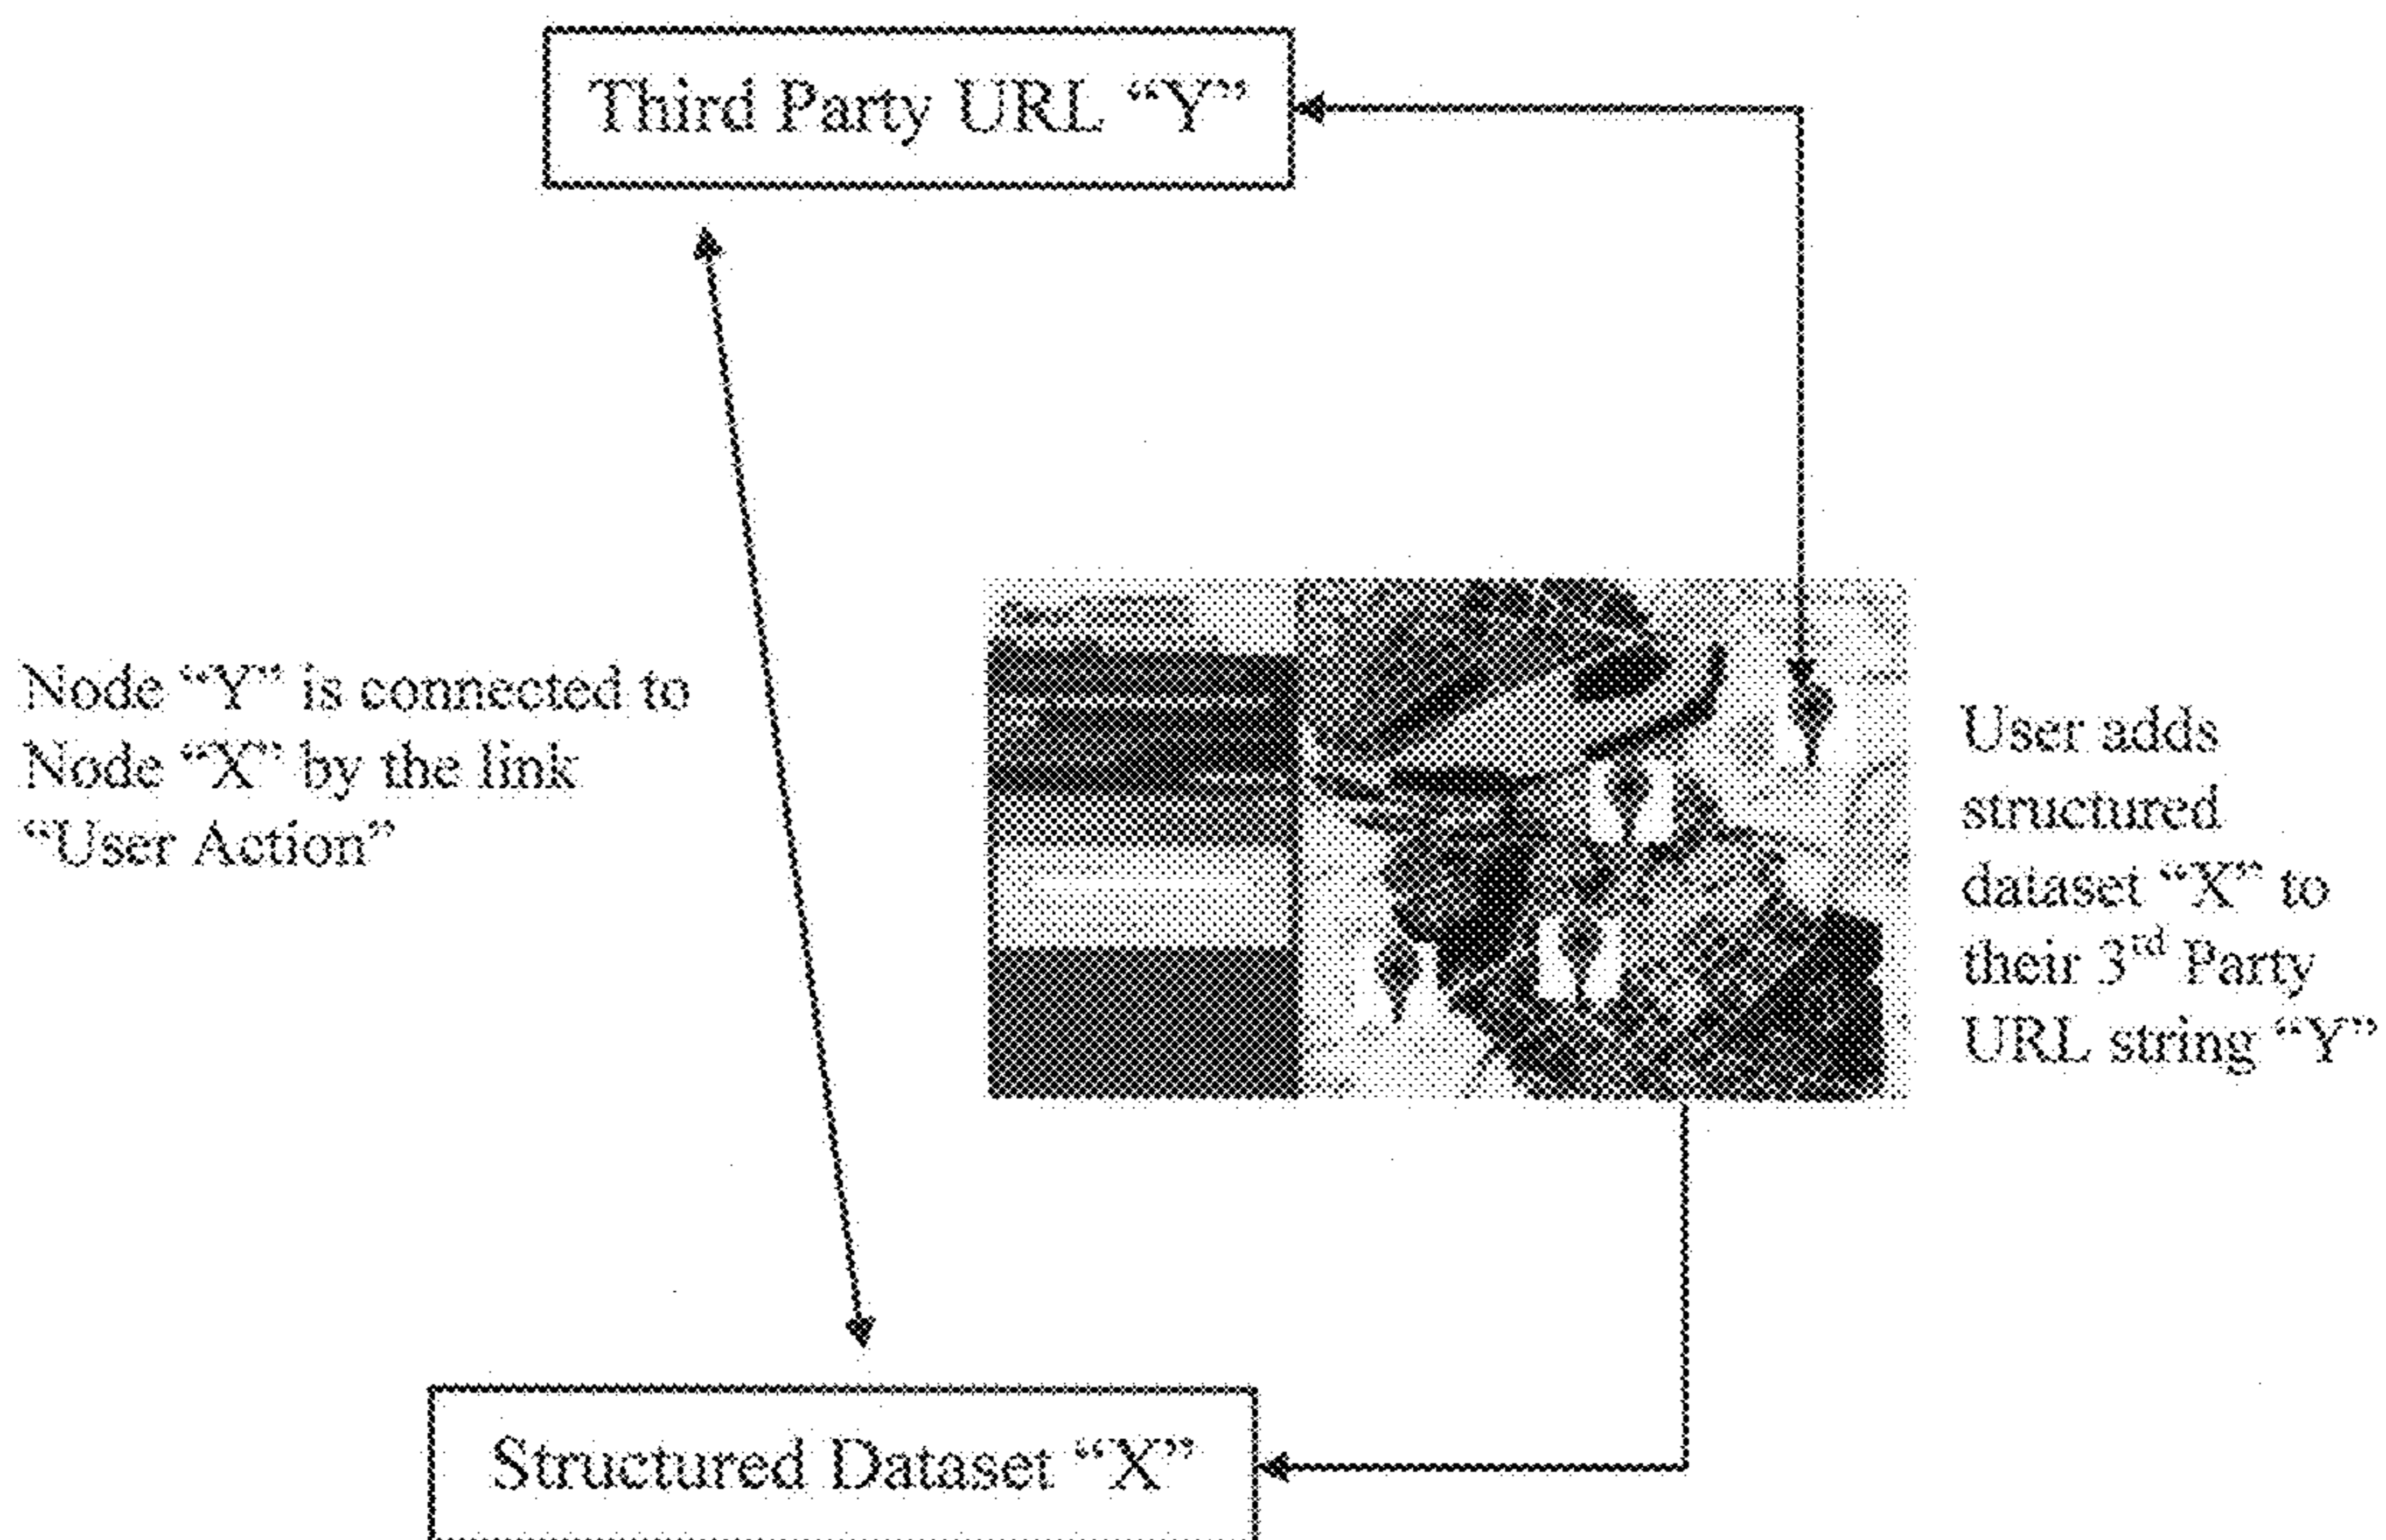 Third Party URL “Y”
Node “Y” is connected to
Node “X” by the link
“User Action”
User adds
structured
dataset “X” to
their 3rd Party
URL string “Y”
Structured Dataset “X”